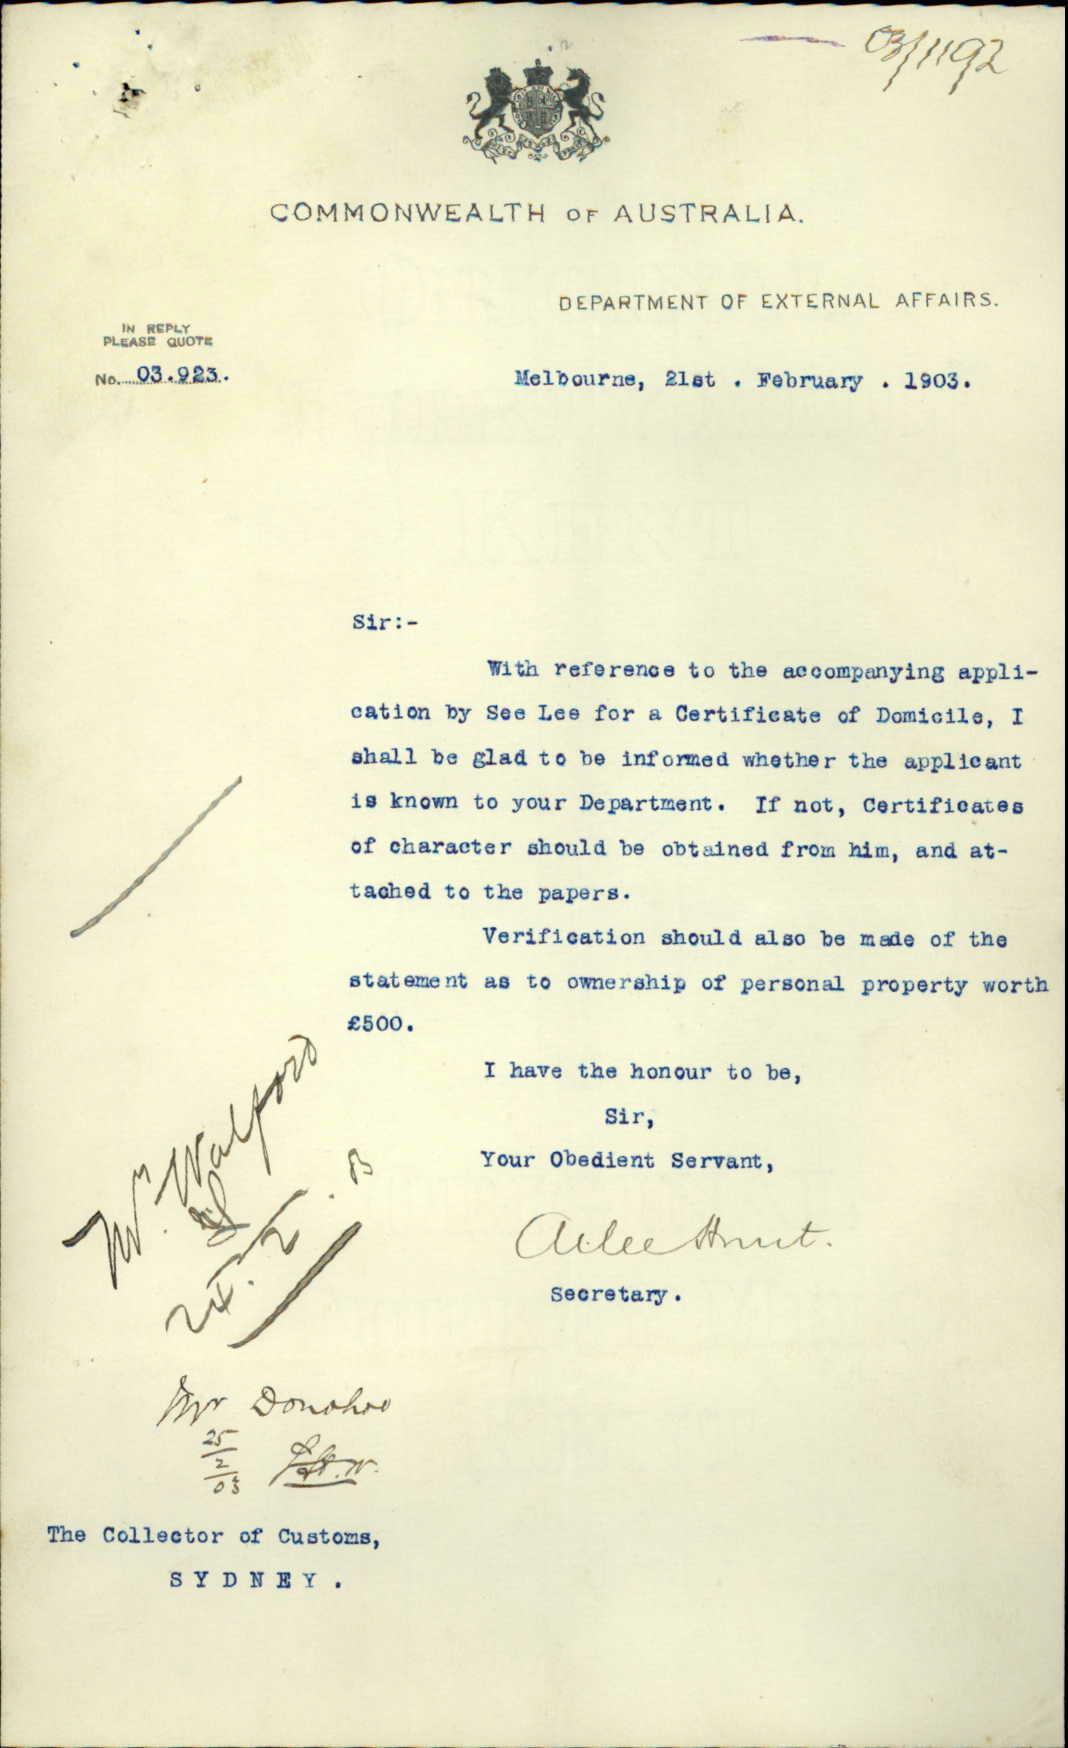 03/1192
COMMONWEALTH OF AUSTRALIA.
DEPARTMENT OF EXTERNAL AFFAIRS.
IN REPLY
PLEASE QUOTE
No. 03.923.
Melbourne, 21st . February . 1903.
Sir:-
With reference to the accompanying appli-
cation by See Lee for a Certificate of Domicile, I
shall be glad to be informed whether the applicant
is known to your Department. If not, Certificates
of character should be obtained from him, and at-
tached to the papers.
Verification should also be made of the
statement as to ownership of personal property worth
£500.
I have the honour to be,
Sir,
Your Obedient Servant,
Atlee Hunt.
Secretary.
Mr. Walford
24.2.03
Mr Donohoe
25
2
03
The Collector of Customs,
SYDNEY.